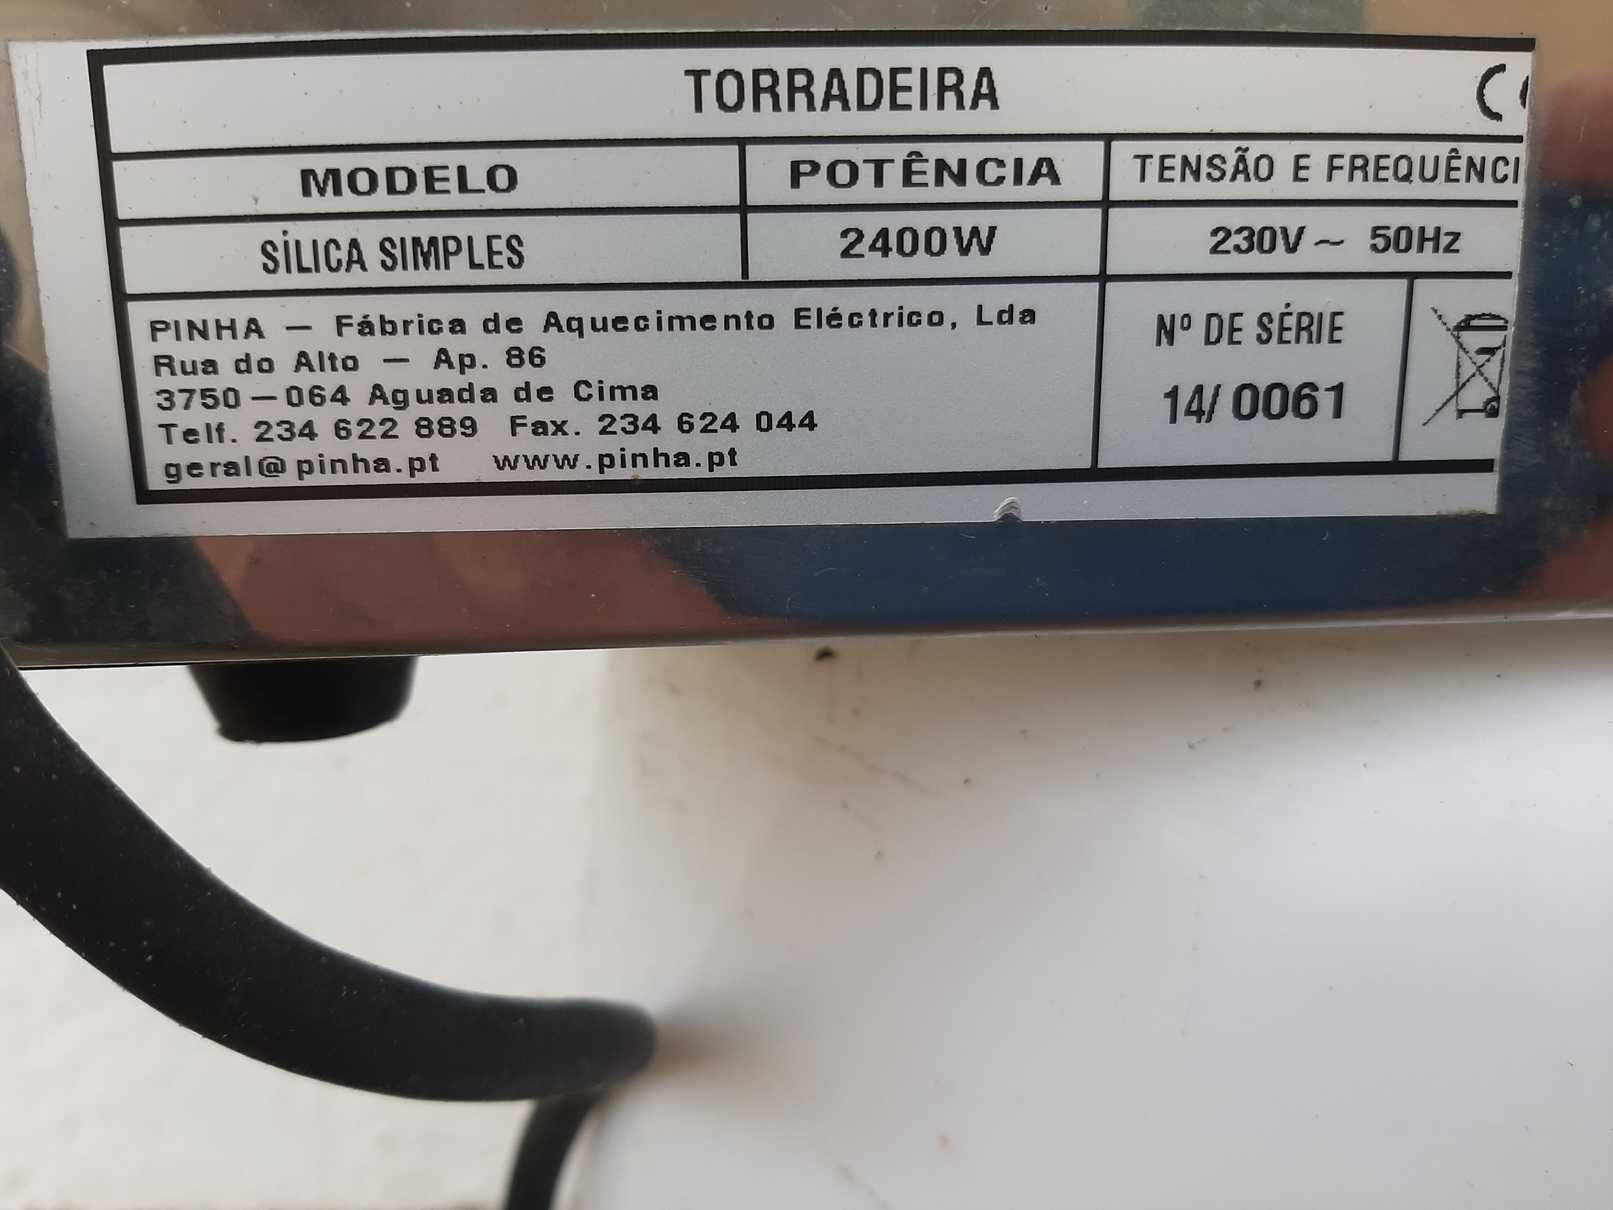 TORRADEIRA
MODELO POTÊNCIA TENSÃO E FREQUÊNCI
SÍLICA SIMPLES 2400W 230V ~ 50Hz
PINHA — Fábrica de Aquecimento Eléctrico, Lda
Rua do Alto — Ap. 86
3750 — 064 Aguada de Cima
Telf. 234 622 889 Fax. 234 624 044
geral@pinha.pt www.pinha.pt
Nº DE SÉRIE
14/ 0061